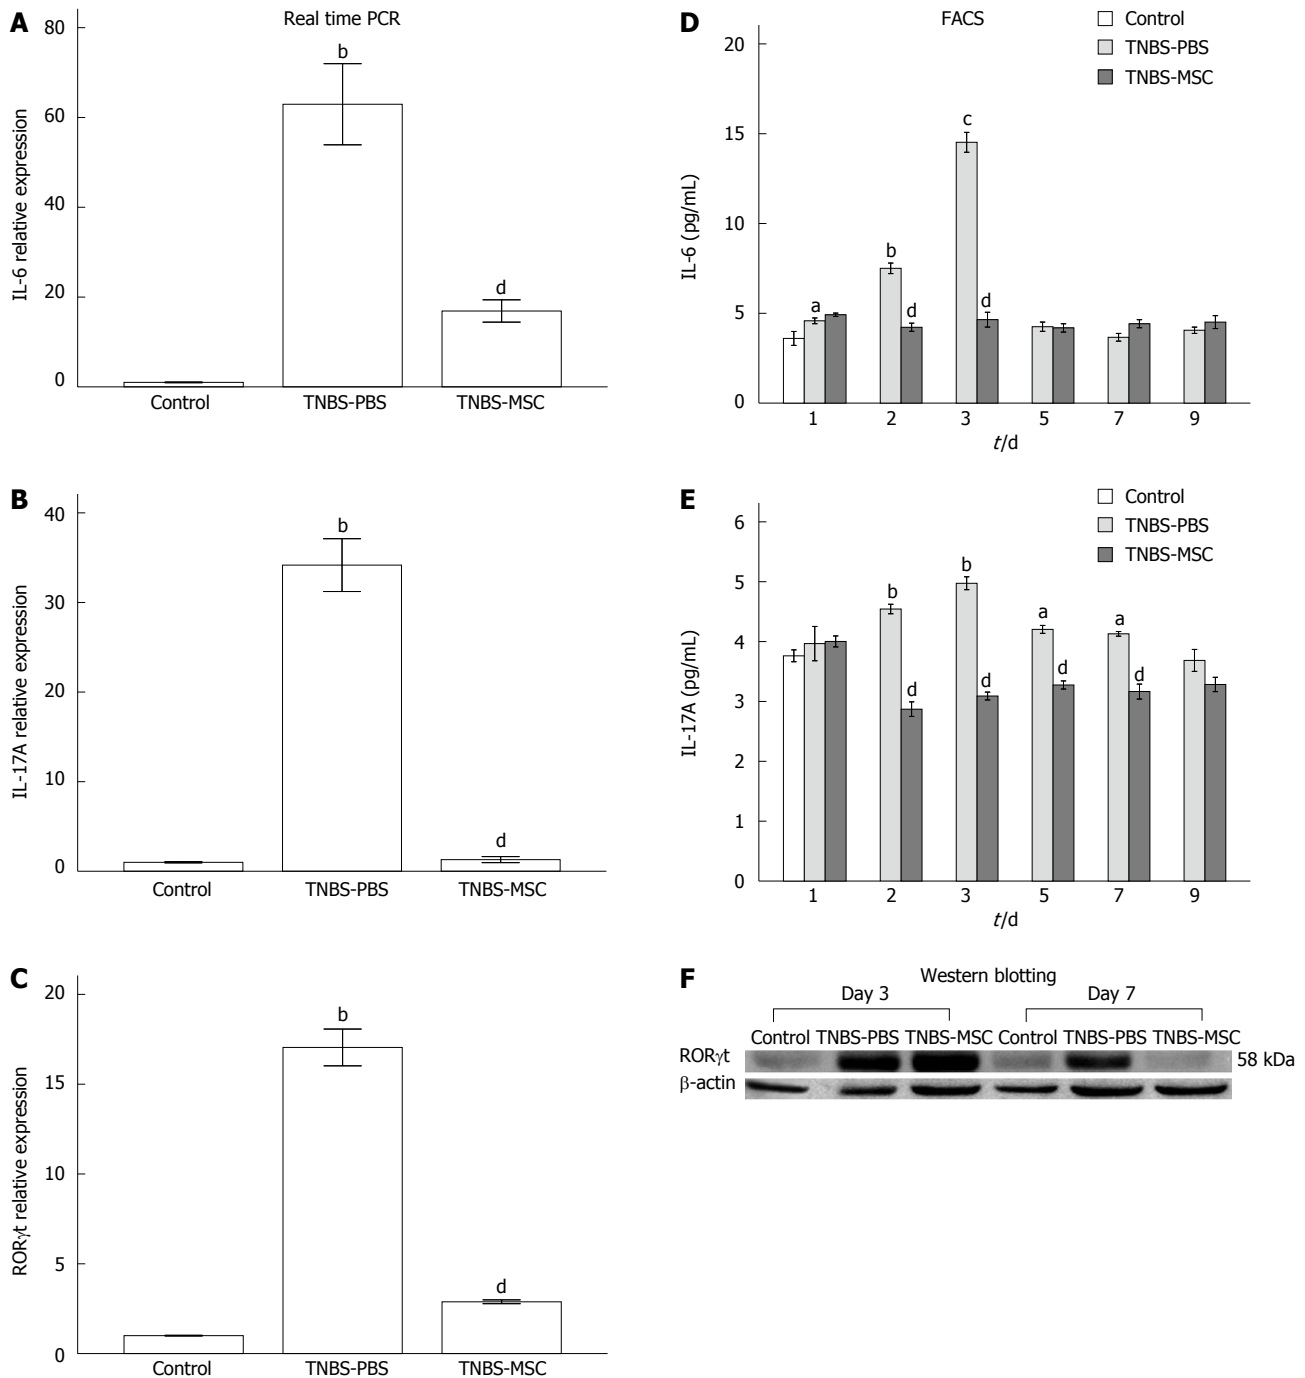 A
Real time PCR
IL-6 relative expression
80
60
40
20
0
b
d
Control TNBS-PBS TNBS-MSC
B
IL-17A relative expression
40
30
20
10
0
b
d
Control TNBS-PBS TNBS-MSC
C
RORγt relative expression
20
15
10
5
0
b
d
Control TNBS-PBS TNBS-MSC
D
FACS
Control
TNBS-PBS
TNBS-MSC
IL-6 (pg/mL)
20
15
10
5
0
a
b
d
c
d
1 2 3 5 7 9
t/d
E
Control
TNBS-PBS
TNBS-MSC
IL-17A (pg/mL)
6
5
4
3
2
1
0
b
d
b
d
a
d
a
d
1 2 3 5 7 9
t/d
F
Western blotting
Day 3 Day 7
Control TNBS-PBS TNBS-MSC Control TNBS-PBS TNBS-MSC
RORγt 58 kDa
β-actin